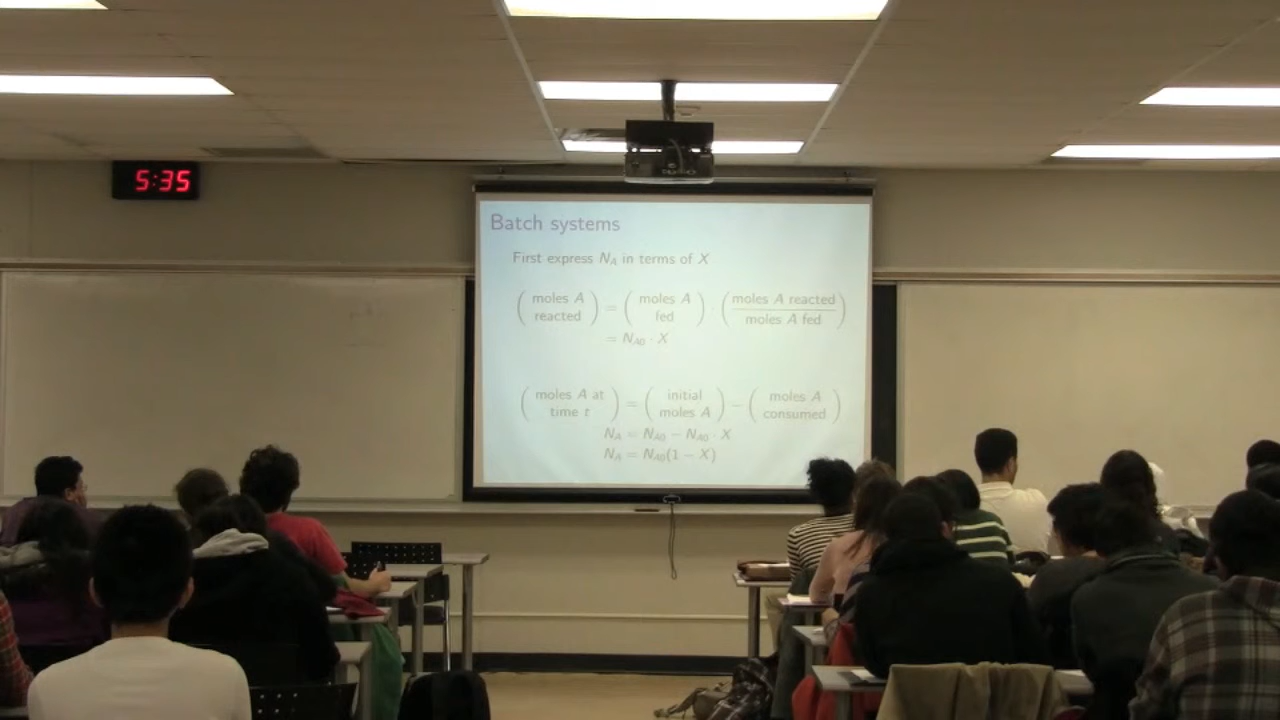 5:35
Batch systems
First express N_A in terms of X
( moles A reacted ) = ( moles A fed ) · ( moles A reacted / moles A fed )
= N_A0 · X
( moles A at time t ) = ( initial moles A ) − ( moles A consumed )
N_A = N_A0 − N_A0 · X
N_A = N_A0(1 − X)